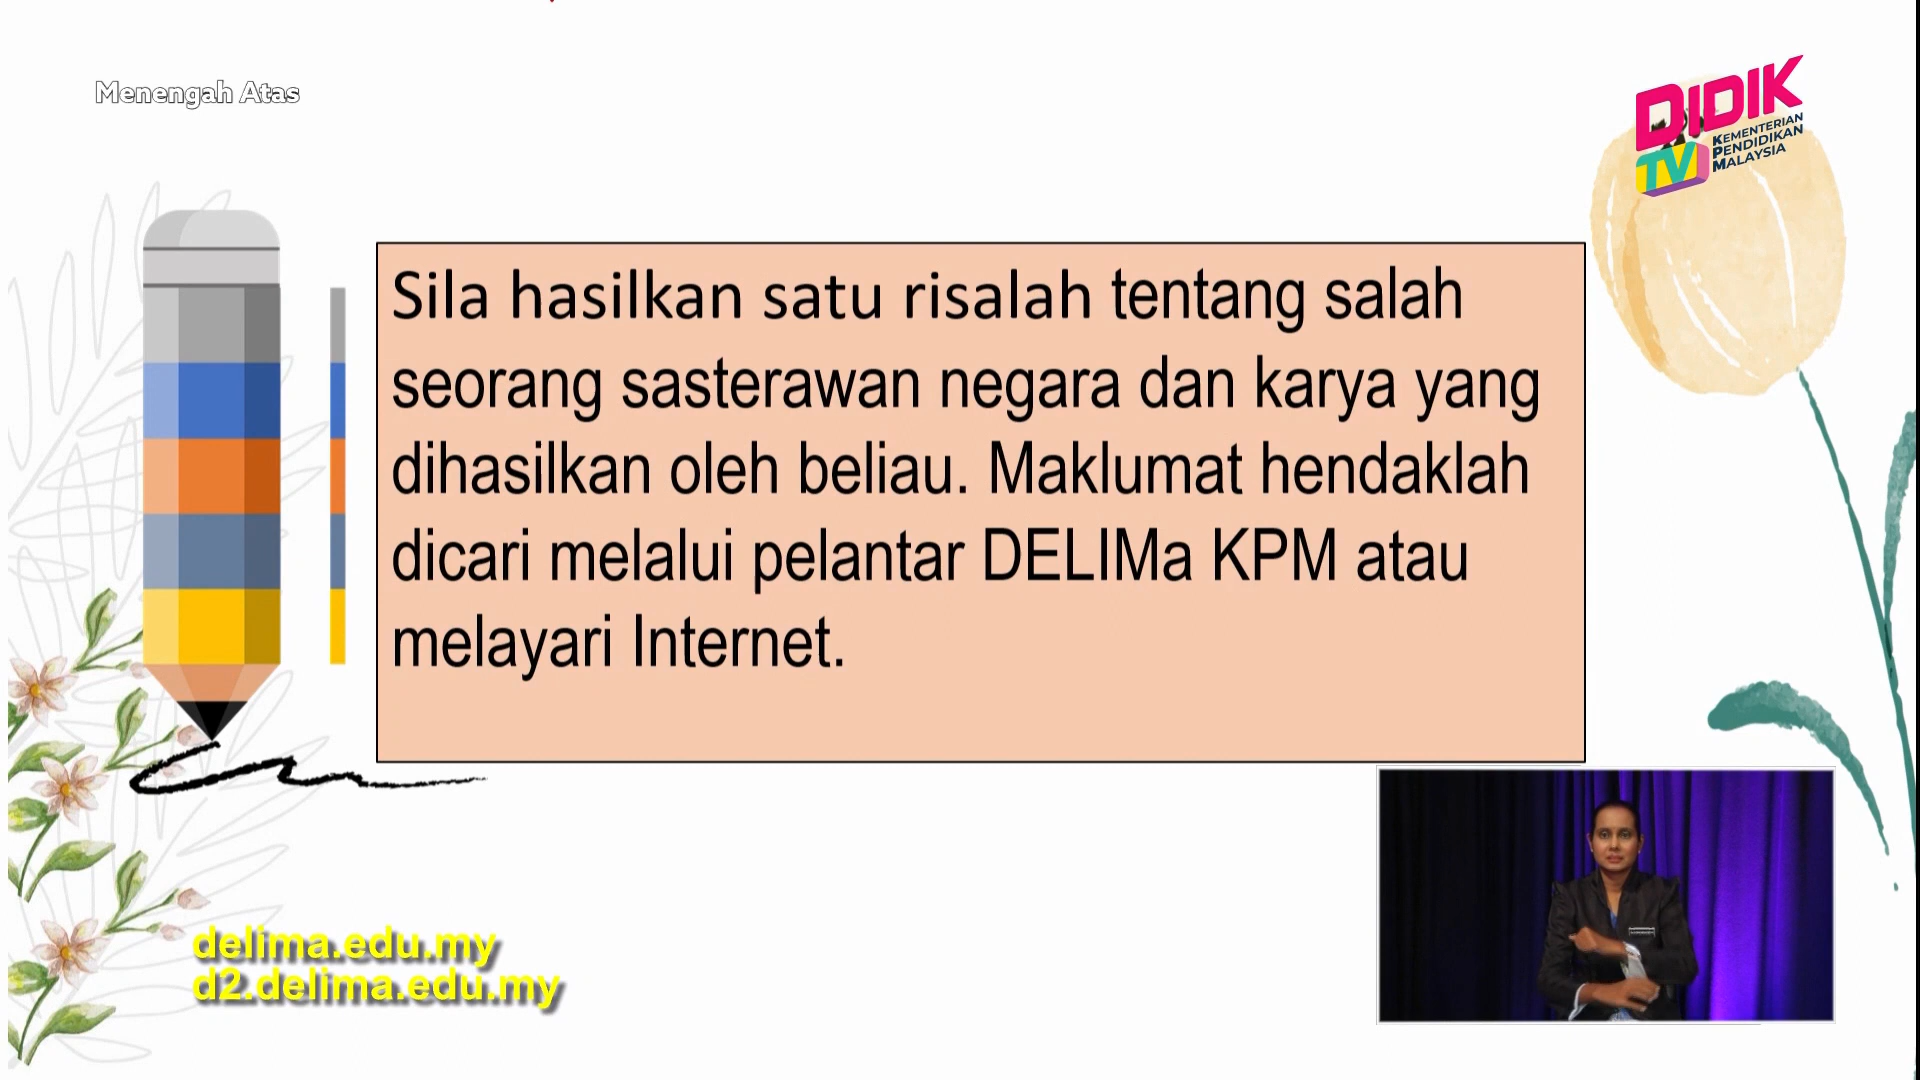 Menengah Atas
DIDIK
TV
KEMENTERIAN
PENDIDIKAN
MALAYSIA
Sila hasilkan satu risalah tentang salah
seorang sasterawan negara dan karya yang
dihasilkan oleh beliau. Maklumat hendaklah
dicari melalui pelantar DELIMa KPM atau
melayari Internet.
delima.edu.my
d2.delima.edu.my